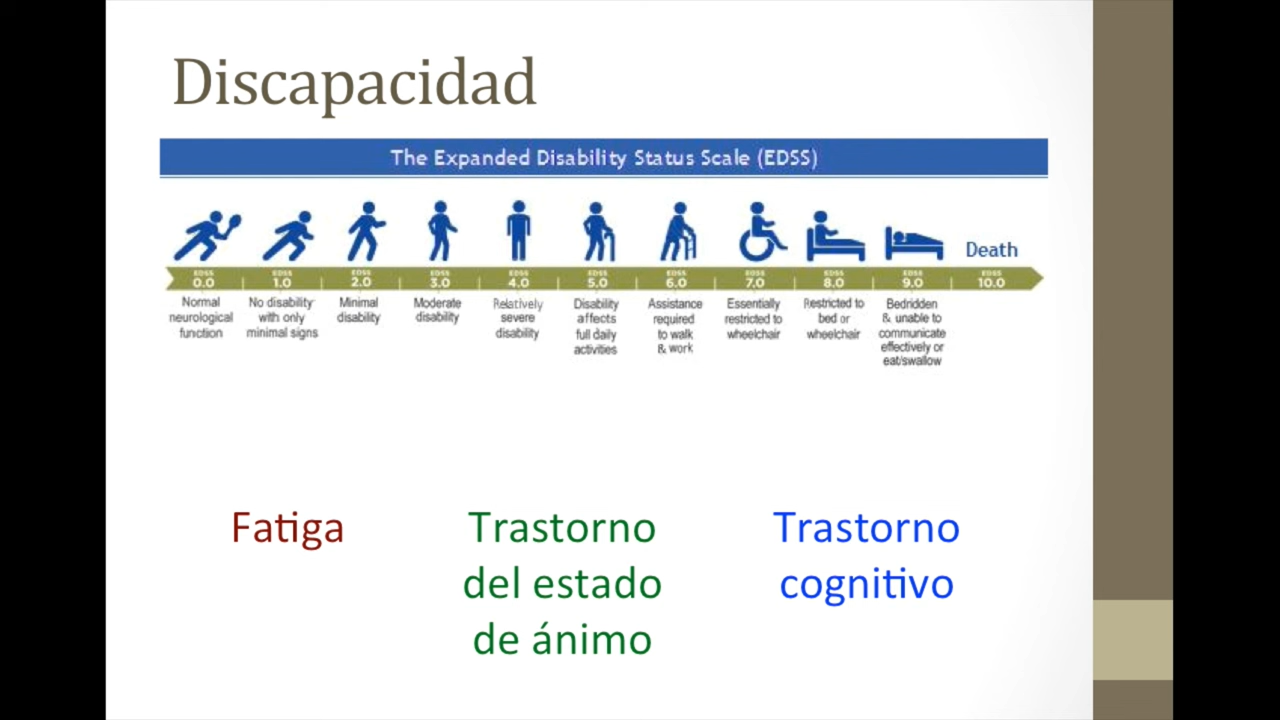 Discapacidad
The Expanded Disability Status Scale (EDSS)
Death
EDSS EDSS EDSS EDSS EDSS EDSS EDSS EDSS EDSS EDSS EDSS
0.0 1.0 2.0 3.0 4.0 5.0 6.0 7.0 8.0 9.0 10.0
Normal
neurological
function
No disability
with only
minimal signs
Minimal
disability
Moderate
disability
Relatively
severe
disability
Disability
affects
full daily
activities
Assistance
required
to walk
& work
Essentially
restricted to
wheelchair
Restricted to
bed or
wheelchair
Bedridden
& unable to
communicate
effectively or
eat/swallow
Fatiga
Trastorno
del estado
de ánimo
Trastorno
cognitivo